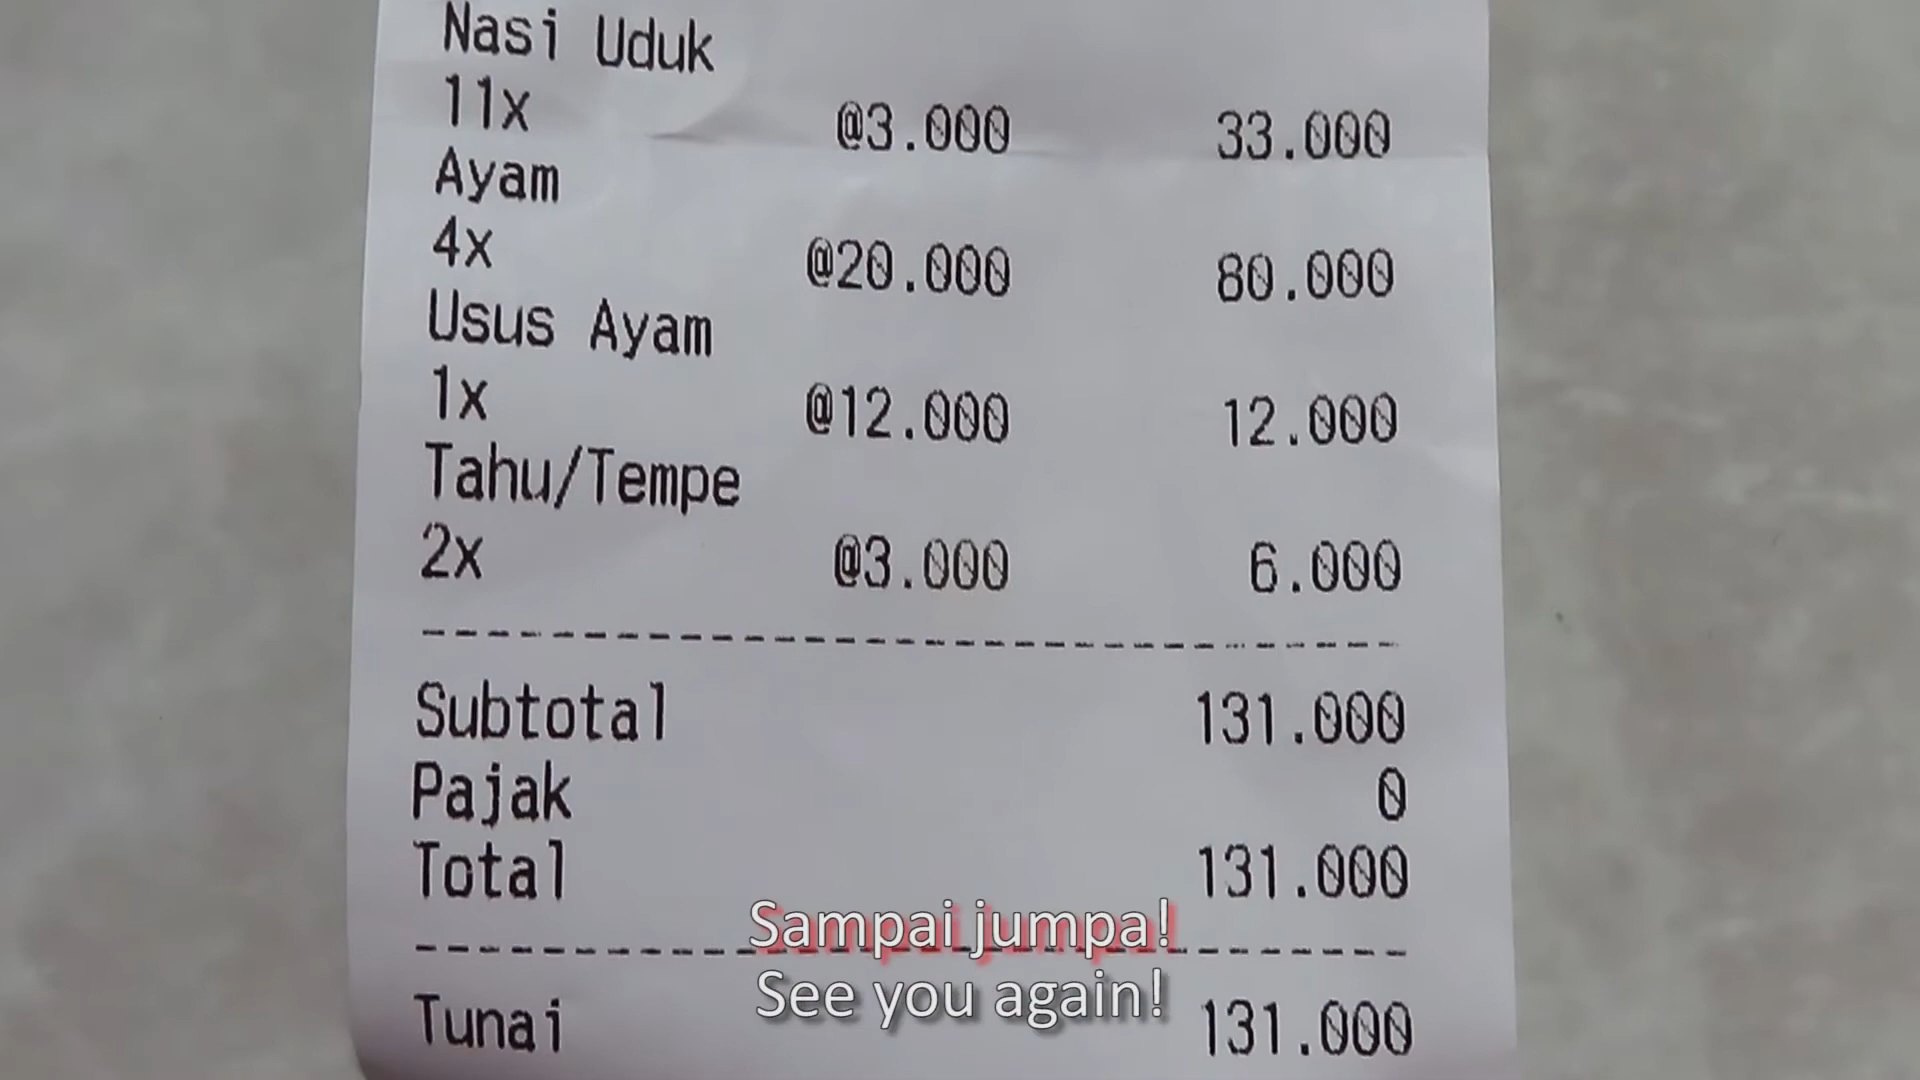 Nasi Uduk
11x @3.000 33.000
Ayam
4x @20.000 80.000
Usus Ayam
1x @12.000 12.000
Tahu/Tempe
2x @3.000 6.000
Subtotal 131.000
Pajak 0
Total 131.000
Sampai jumpa!
See you again!
Tunai 131.000